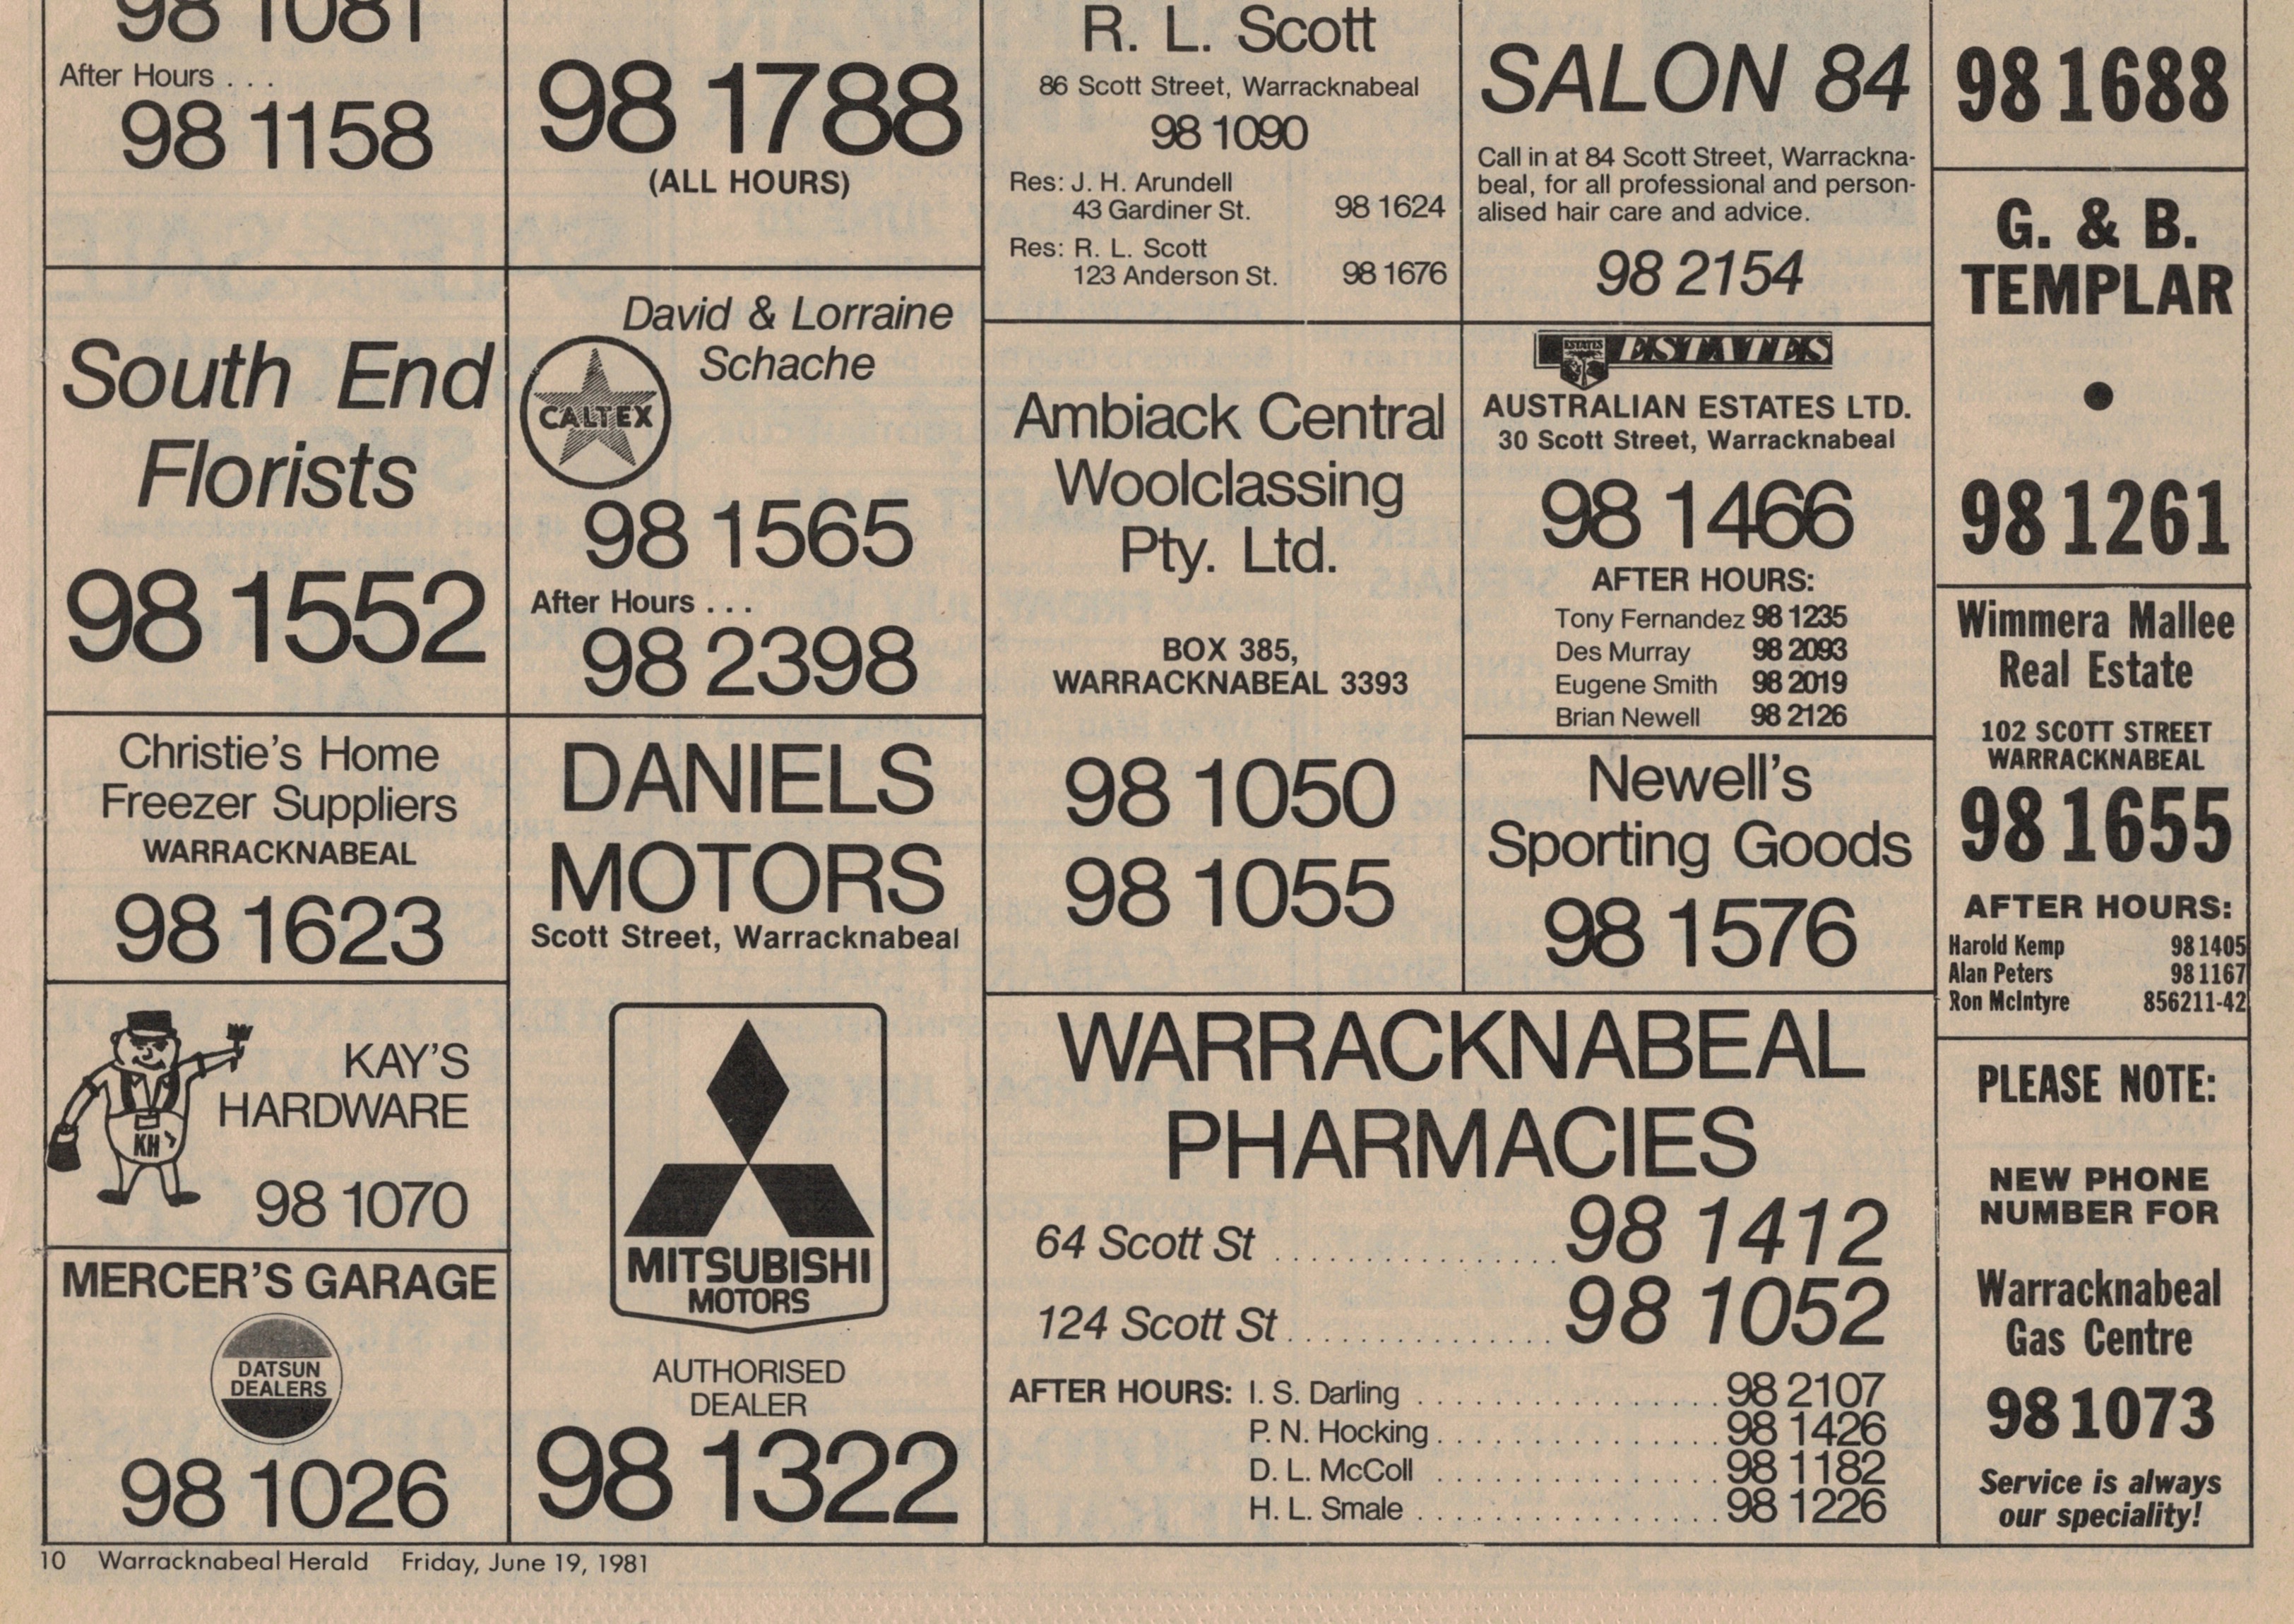 98 1081
After Hours . . .
98 1158
98 1788
(ALL HOURS)
R. L. Scott
86 Scott Street, Warracknabeal
98 1090
Res: J. H. Arundell
43 Gardiner St. 98 1624
Res: R. L. Scott
123 Anderson St. 98 1676
SALON 84
Call in at 84 Scott Street, Warrackna-
beal, for all professional and person-
alised hair care and advice.
98 2154
98 1688
G. & B.
TEMPLAR
•
98 1261
South End
Florists
98 1552
David & Lorraine
Schache
CALTEX
98 1565
After Hours . . .
98 2398
Ambiack Central
Woolclassing
Pty. Ltd.
BOX 385,
WARRACKNABEAL 3393
98 1050
98 1055
ESTATES ESTATES
AUSTRALIAN ESTATES LTD.
30 Scott Street, Warracknabeal
98 1466
AFTER HOURS:
Tony Fernandez 98 1235
Des Murray 98 2093
Eugene Smith 98 2019
Brian Newell 98 2126
Wimmera Mallee
Real Estate
102 SCOTT STREET
WARRACKNABEAL
98 1655
AFTER HOURS:
Harold Kemp 98 1405
Alan Peters 98 1167
Ron McIntyre 856211-42
Christie's Home
Freezer Suppliers
WARRACKNABEAL
98 1623
DANIELS
MOTORS
Scott Street, Warracknabeal
MITSUBISHI
MOTORS
AUTHORISED
DEALER
98 1322
Newell's
Sporting Goods
98 1576
KAY'S
HARDWARE
KH
98 1070
MERCER'S GARAGE
DATSUN
DEALERS
98 1026
WARRACKNABEAL
PHARMACIES
64 Scott St . . . . . . . . . . . . . . . 98 1412
124 Scott St . . . . . . . . . . . . . . 98 1052
AFTER HOURS: I. S. Darling . . . . . . . . . . . . . . . . 98 2107
P. N. Hocking . . . . . . . . . . . . . . . 98 1426
D. L. McColl . . . . . . . . . . . . . . . 98 1182
H. L. Smale . . . . . . . . . . . . . . . . 98 1226
PLEASE NOTE:
NEW PHONE
NUMBER FOR
Warracknabeal
Gas Centre
98 1073
Service is always
our speciality!
10 Warracknabeal Herald Friday, June 19, 1981